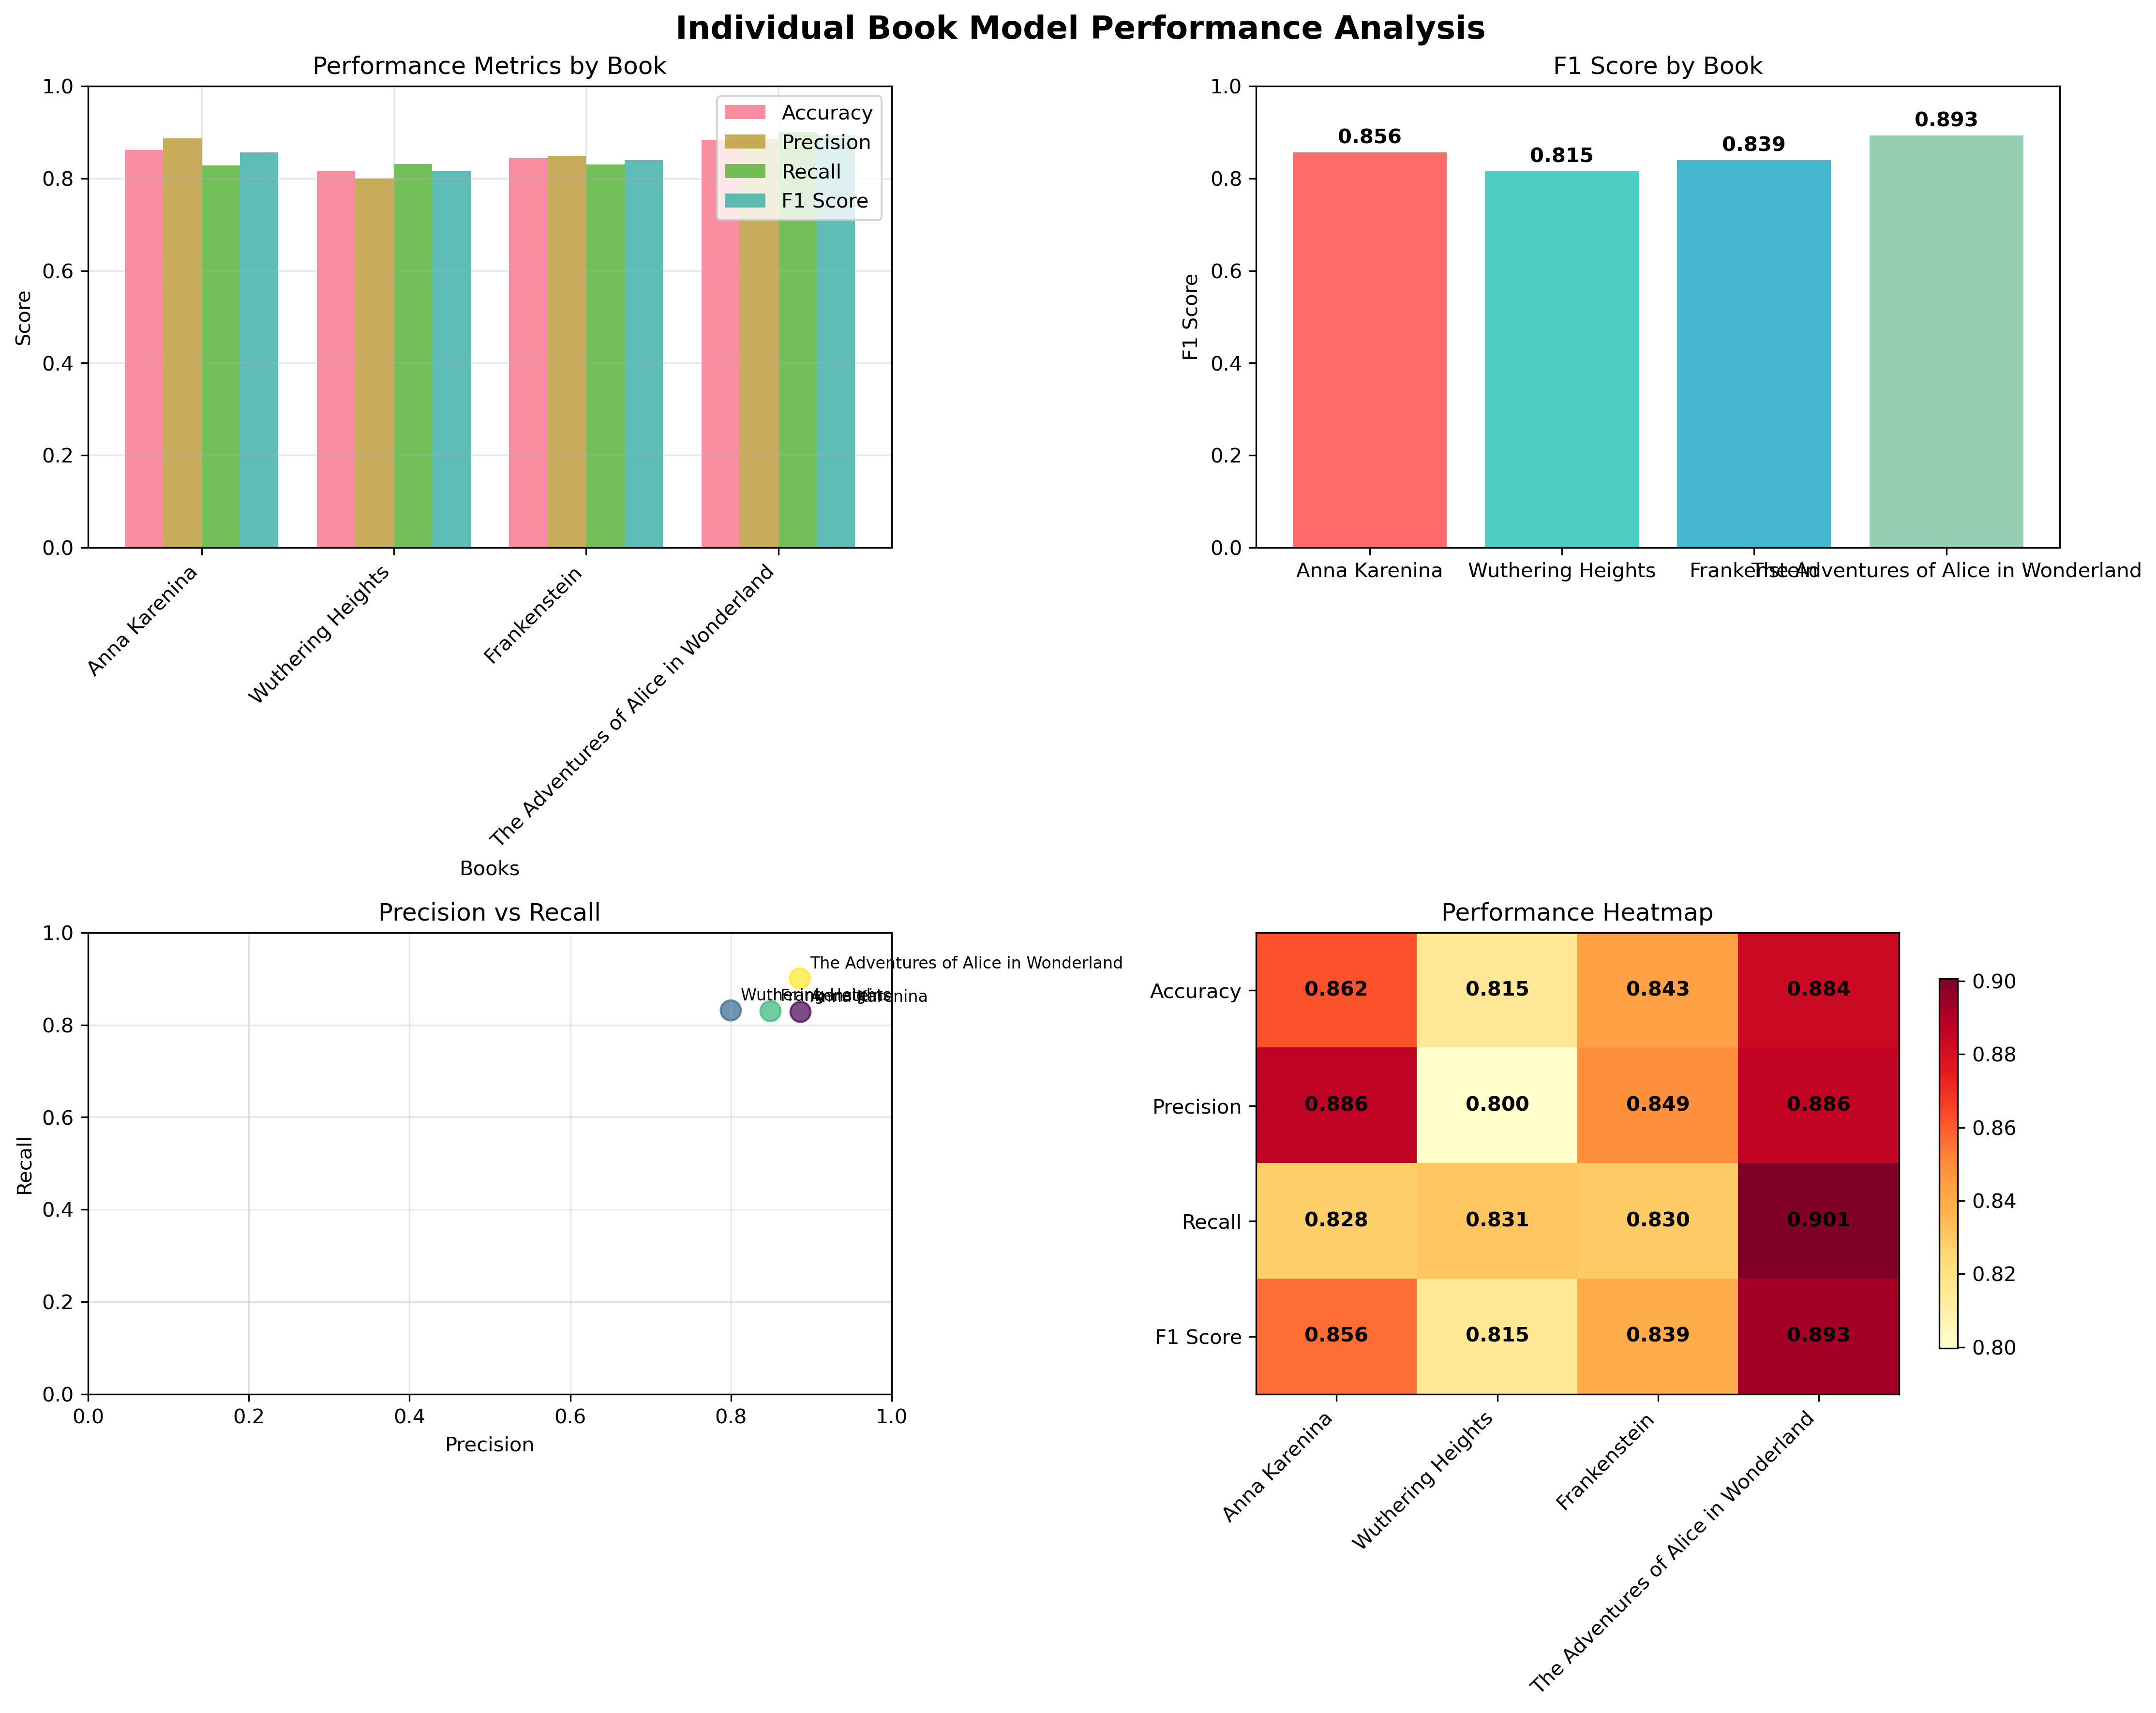 Individual Book Model Performance Analysis
Performance Metrics by Book
1.0
0.8
0.6
0.4
0.2
0.0
Score
Accuracy
Precision
Recall
F1 Score
Anna Karenina
Wuthering Heights
Frankenstein
The Adventures of Alice in Wonderland
Books
F1 Score by Book
1.0
0.8
0.6
0.4
0.2
0.0
F1 Score
0.856
0.815
0.839
0.893
Anna Karenina
Wuthering Heights
Frankenstein
The Adventures of Alice in Wonderland
Precision vs Recall
1.0
0.8
0.6
0.4
0.2
0.0
Recall
The Adventures of Alice in Wonderland
Wuthering Heights
Frankenstein
Anna Karenina
0.0 0.2 0.4 0.6 0.8 1.0
Precision
Performance Heatmap
Accuracy 0.862 0.815 0.843 0.884
Precision 0.886 0.800 0.849 0.886
Recall 0.828 0.831 0.830 0.901
F1 Score 0.856 0.815 0.839 0.893
Anna Karenina
Wuthering Heights
Frankenstein
The Adventures of Alice in Wonderland
0.90
0.88
0.86
0.84
0.82
0.80